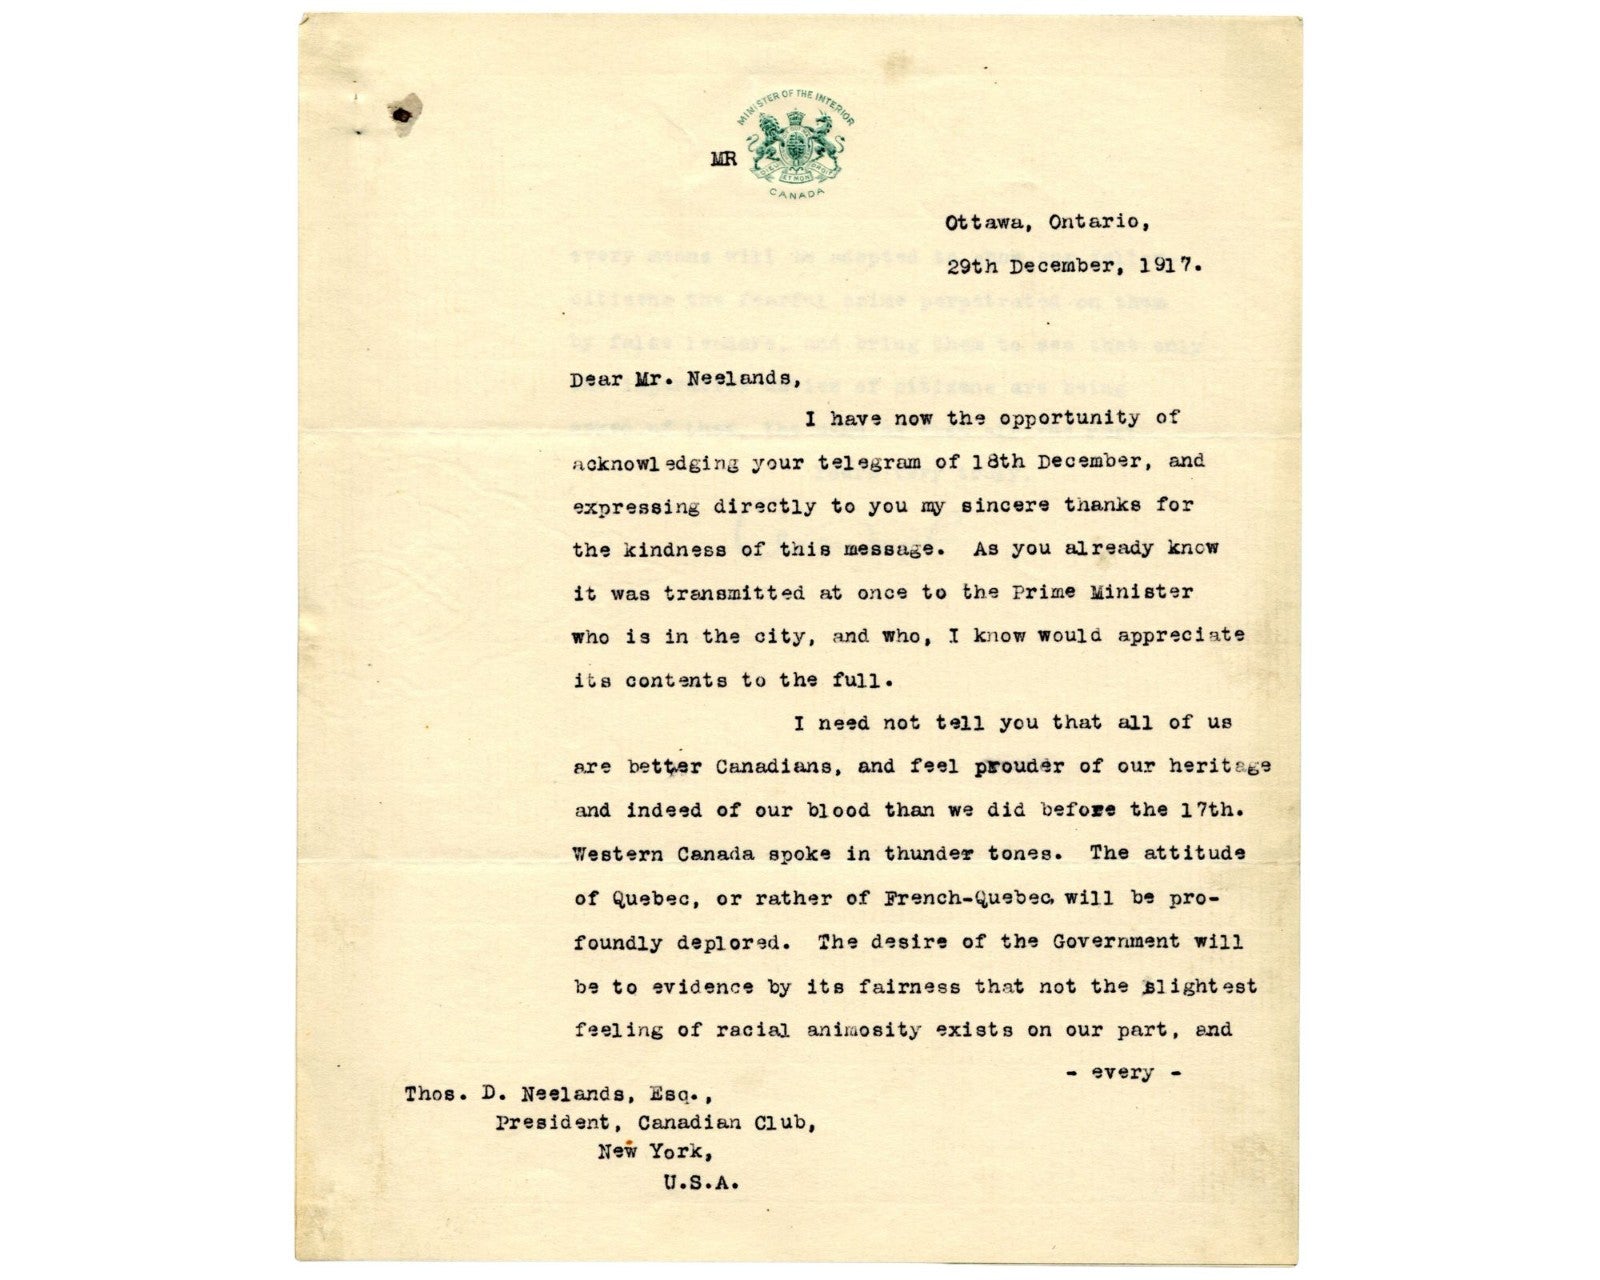 MINISTER OF THE INTERIOR
DIEU ET MON DROIT
CANADA
MR
Ottawa, Ontario,
29th December, 1917.
Dear Mr. Neelands,
I have now the opportunity of
acknowledging your telegram of 18th December, and
expressing directly to you my sincere thanks for
the kindness of this message. As you already know
it was transmitted at once to the Prime Minister
who is in the city, and who, I know would appreciate
its contents to the full.
I need not tell you that all of us
are better Canadians, and feel prouder of our heritage
and indeed of our blood than we did before the 17th.
Western Canada spoke in thunder tones. The attitude
of Quebec, or rather of French-Quebec, will be pro-
foundly deplored. The desire of the Government will
be to evidence by its fairness that not the slightest
feeling of racial animosity exists on our part, and
- every -
Thos. D. Neelands, Esq.,
President, Canadian Club,
New York,
U.S.A.